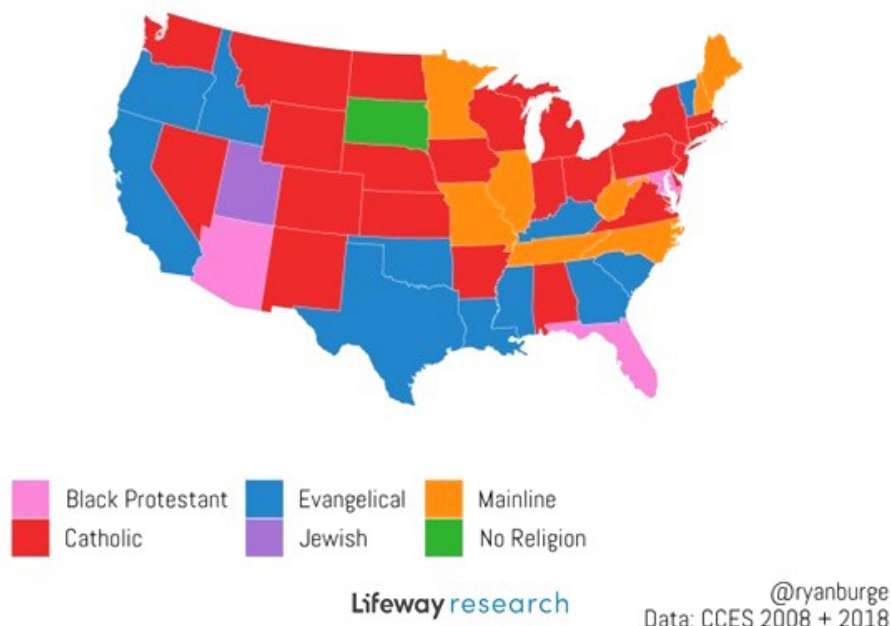 Black Protestant Evangelical Mainline
Catholic Jewish No Religion
Lifeway research
@ryanburge
Data: CCES 2008 + 2018